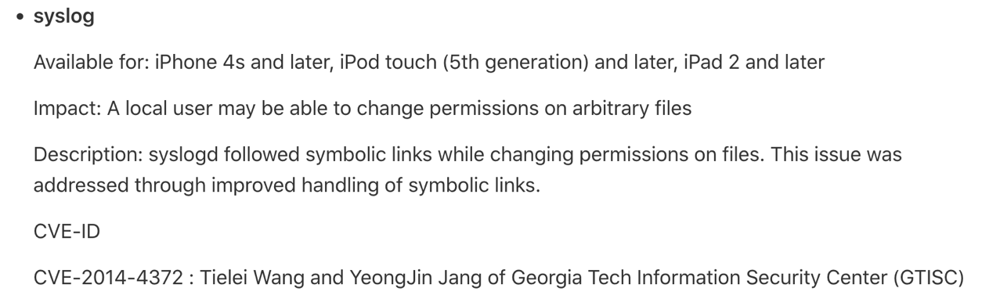 • syslog
Available for: iPhone 4s and later, iPod touch (5th generation) and later, iPad 2 and later
Impact: A local user may be able to change permissions on arbitrary files
Description: syslogd followed symbolic links while changing permissions on files. This issue was
addressed through improved handling of symbolic links.
CVE-ID
CVE-2014-4372 : Tielei Wang and YeongJin Jang of Georgia Tech Information Security Center (GTISC)